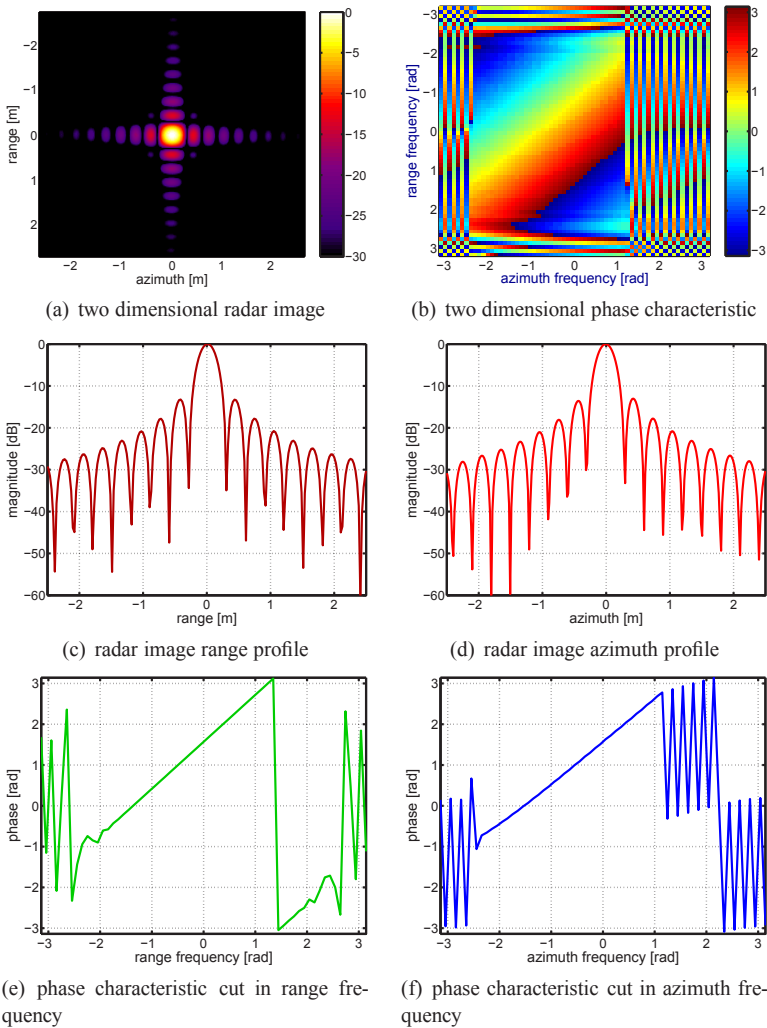 −2
−1
0
1
2
range [m]
−2 −1 0 1 2
azimuth [m]
0
−5
−10
−15
−20
−25
−30
(a) two dimensional radar image
−3
−2
−1
0
1
2
3
range frequency [rad]
−3 −2 −1 0 1 2 3
azimuth frequency [rad]
3
2
1
0
−1
−2
−3
(b) two dimensional phase characteristic
0
−10
−20
−30
−40
−50
−60
magnitude [dB]
−2 −1 0 1 2
range [m]
(c) radar image range profile
0
−10
−20
−30
−40
−50
−60
magnitude [dB]
−2 −1 0 1 2
azimuth [m]
(d) radar image azimuth profile
3
2
1
0
−1
−2
−3
phase [rad]
−3 −2 −1 0 1 2 3
range frequency [rad]
(e) phase characteristic cut in range fre-
quency
3
2
1
0
−1
−2
−3
phase [rad]
−3 −2 −1 0 1 2 3
azimuth frequency [rad]
(f) phase characteristic cut in azimuth fre-
quency